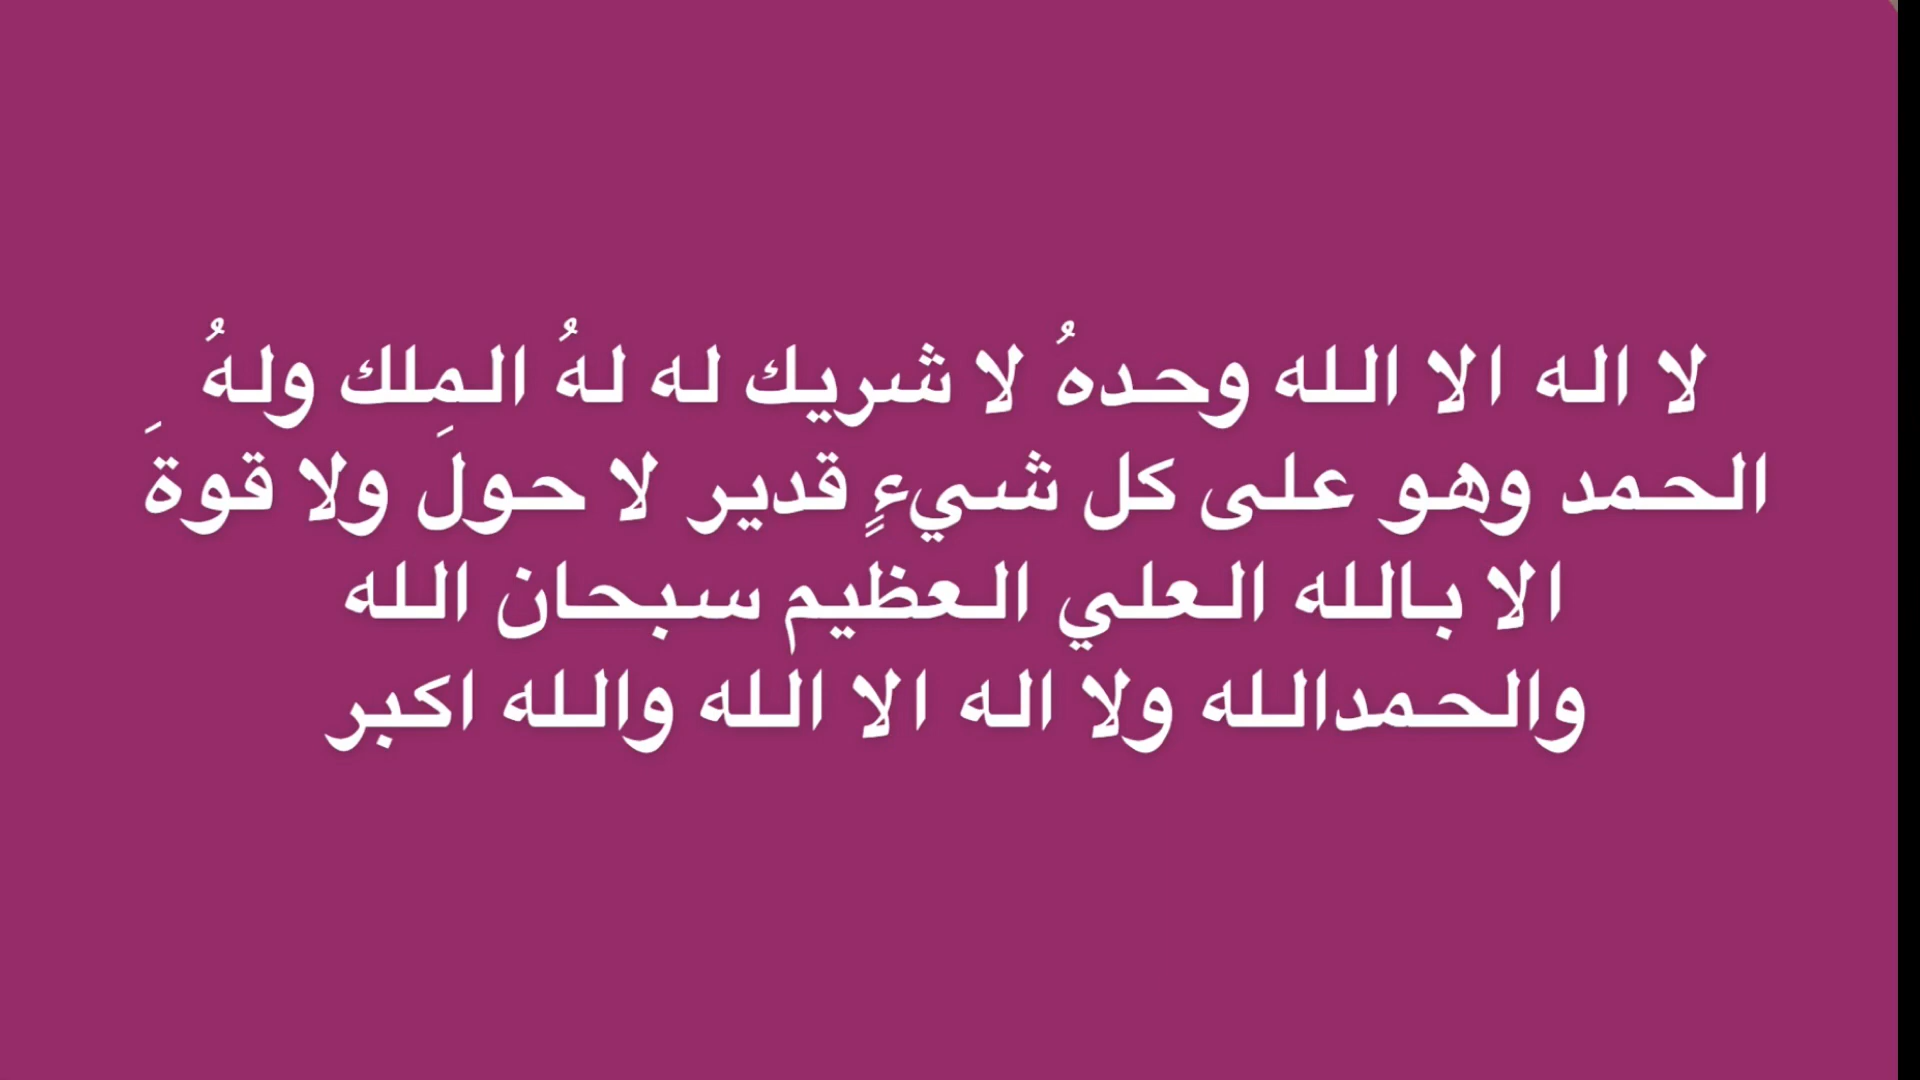 لا اله الا الله وحدهُ لا شريك له لهُ الملك ولهُ
الحمد وهو على كل شيءٍ قدير لا حولَ ولا قوةَ
الا بالله العلي العظيم سبحان الله
والحمدالله ولا اله الا الله والله اكبر